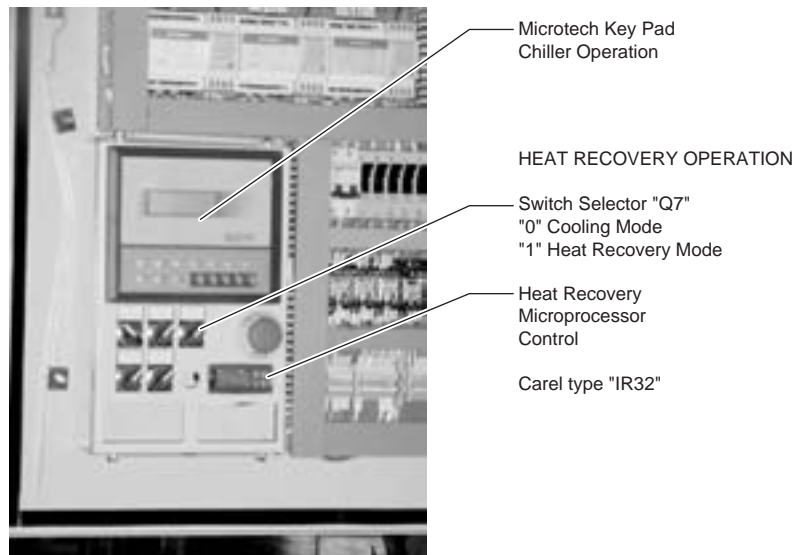 Microtech Key Pad
Chiller Operation
HEAT RECOVERY OPERATION
Switch Selector "Q7"
"0" Cooling Mode
"1" Heat Recovery Mode
Heat Recovery
Microprocessor
Control
Carel type "IR32"